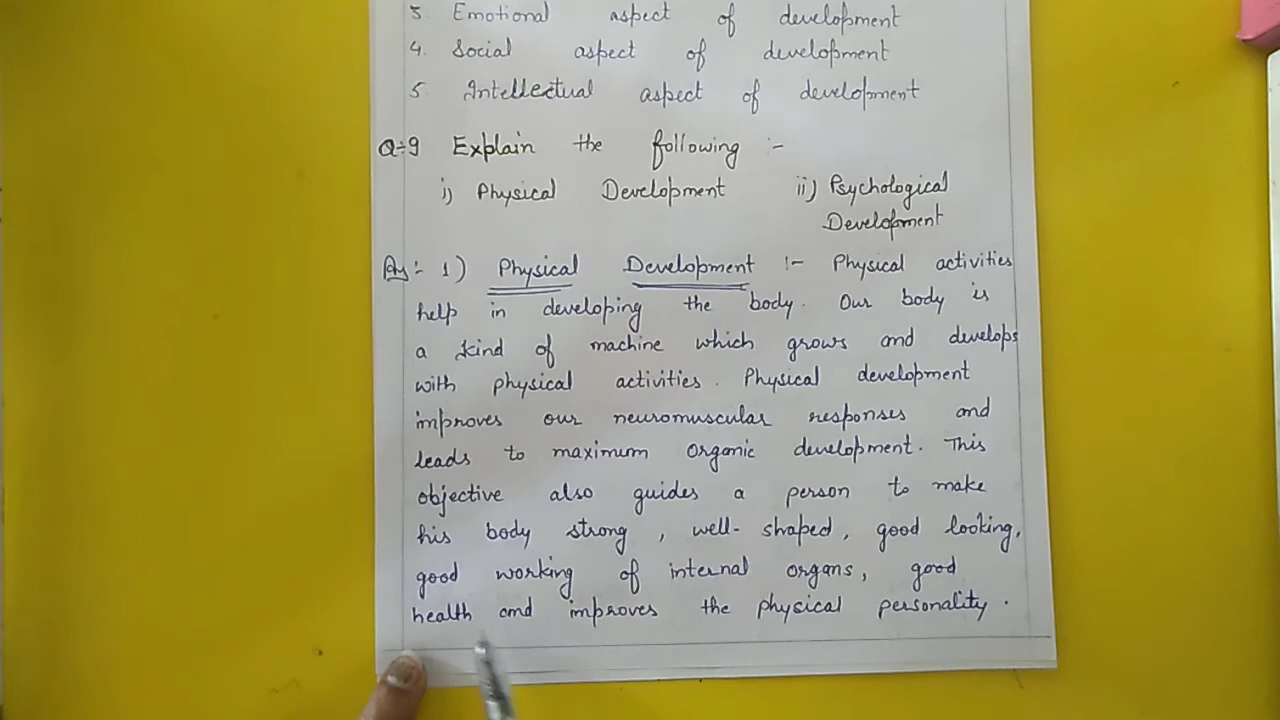 3. Emotional aspect of development
4. Social aspect of development
5. Intellectual aspect of development
Q÷9 Explain the following :-
i) Physical Development ii) Psychological
Development
Ans:- 1) Physical Development :- Physical activities
help in developing the body. Our body is
a kind of machine which grows and develops
with physical activities. Physical development
improves our neuromuscular responses and
leads to maximum organic development. This
objective also guides a person to make
his body strong, well-shaped, good looking,
good working of internal organs, good
health and improves the physical personality.